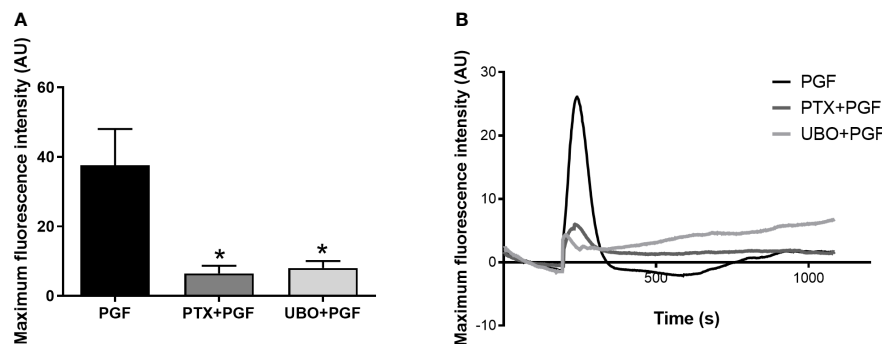 A
Maximum fluorescence intensity (AU)
60
40
20
0
*
*
PGF
PTX+PGF
UBO+PGF
B
Maximum fluorescence intensity (AU)
30
20
10
0
-10
500
1000
Time (s)
PGF
PTX+PGF
UBO+PGF